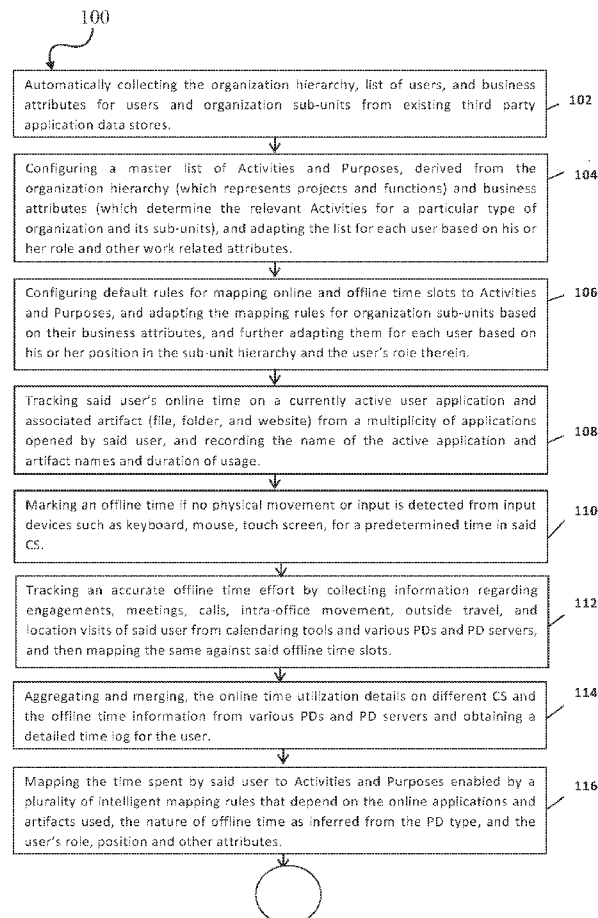 100
Automatically collecting the organization hierarchy, list of users, and business
attributes for users and organization sub-units from existing third party
application data stores.
102
Configuring a master list of Activities and Purposes, derived from the
organization hierarchy (which represents projects and functions) and business
attributes (which determine the relevant Activities for a particular type of
organization and its sub-units), and adapting the list for each user based on his or
her role and other work related attributes.
104
Configuring default rules for mapping online and offline time slots to Activities
and Purposes, and adapting the mapping rules for organization sub-units
based on their business attributes, and further adapting them for each user based on
his or her position in the sub-unit hierarchy and the user's role therein.
106
Tracking said user's online time on a currently active user application and
associated artifact (file, folder, and website) from a multiplicity of applications
opened by said user, and recording the name of the active application and
artifact names and duration of usage.
108
Marking an offline time if no physical movement or input is detected from input
devices such as keyboard, mouse, touch screen, for a predetermined time in said
CS.
110
Tracking an accurate offline time effort by collecting information regarding
engagements, meetings, calls, intra-office movement, outside travel, and
location visits of said user from calendaring tools and various PDs and PD servers,
and then mapping the same against said offline time slots.
112
Aggregating and merging, the online time utilization details on different CS and
the offline time information from various PDs and PD servers and obtaining a
detailed time log for the user.
114
Mapping the time spent by said user to Activities and Purposes enabled by a
plurality of intelligent mapping rules that depend on the online applications and
artifacts used, the nature of offline time as inferred from the PD type, and the
user's role, position and other attributes.
116